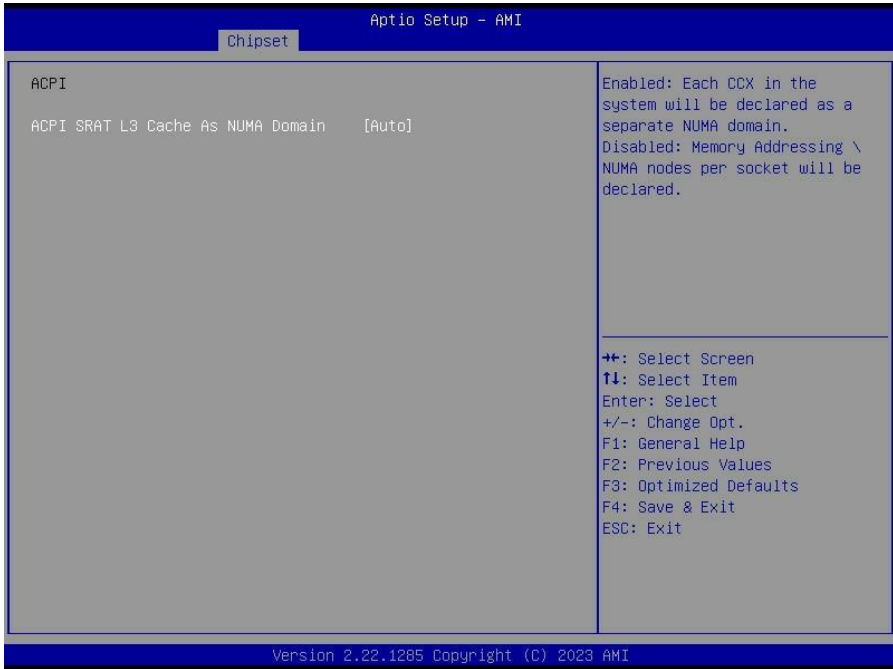 Aptio Setup - AMI
Chipset
ACPI
ACPI SRAT L3 Cache As NUMA Domain [Auto]
Enabled: Each CCX in the
system will be declared as a
separate NUMA domain.
Disabled: Memory Addressing \
NUMA nodes per socket will be
declared.
→←: Select Screen
↑↓: Select Item
Enter: Select
+/-: Change Opt.
F1: General Help
F2: Previous Values
F3: Optimized Defaults
F4: Save & Exit
ESC: Exit
Version 2.22.1285 Copyright (C) 2023 AMI